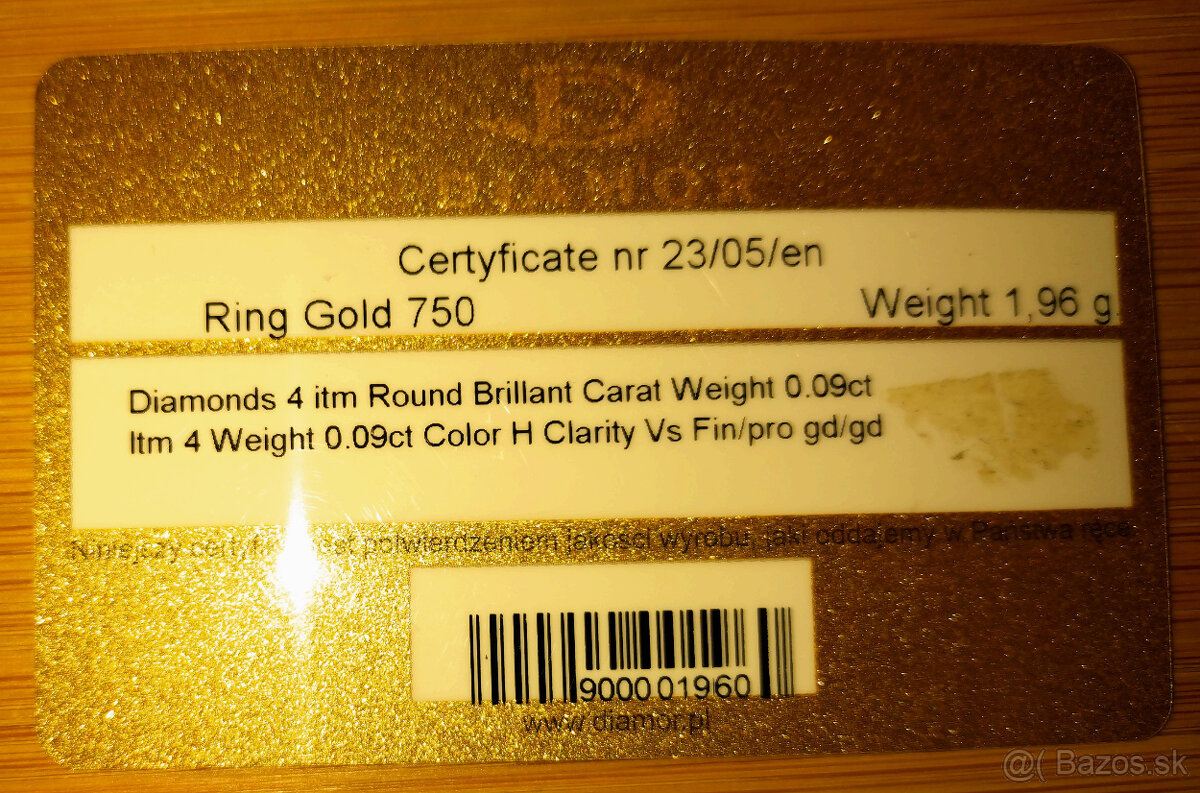 DIAMOR
Certyficate nr 23/05/en
Ring Gold 750 Weight 1,96 g.
Diamonds 4 itm Round Brillant Carat Weight 0.09ct
Itm 4 Weight 0.09ct Color H Clarity Vs Fin/pro gd/gd
Niniejszy certyfikat jest potwierdzeniem jakości wyrobu, jaki oddajemy w Państwa ręce.
9000001960
www.diamor.pl
@( Bazos.sk